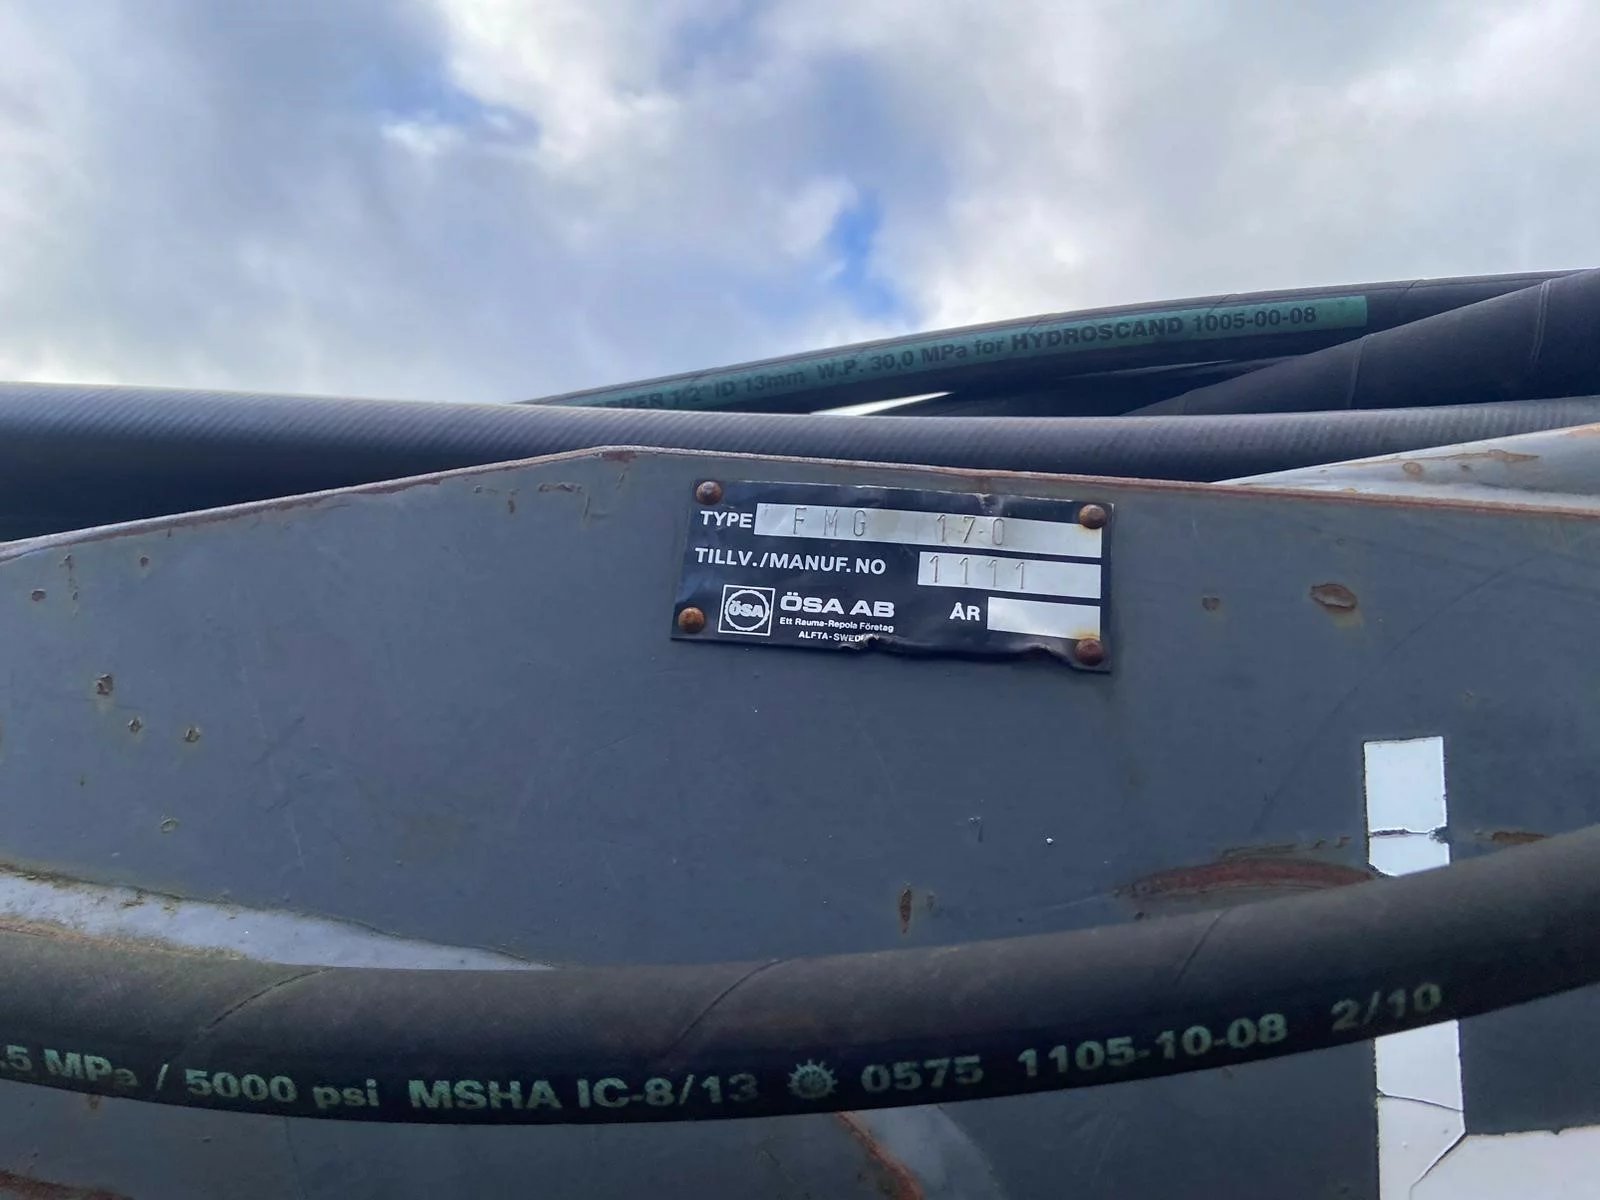 1/2" ID 13mm W.P. 30,0 MPa for HYDROSCAND 1005-00-08
TYPE FMG 170
TILLV./MANUF.NO 1111
ÖSA ÖSA AB ÅR
Ett Rauma-Repola Företag
ALFTA-SWED
.5 MPa / 5000 psi MSHA IC-8/13 0575 1105-10-08 2/10